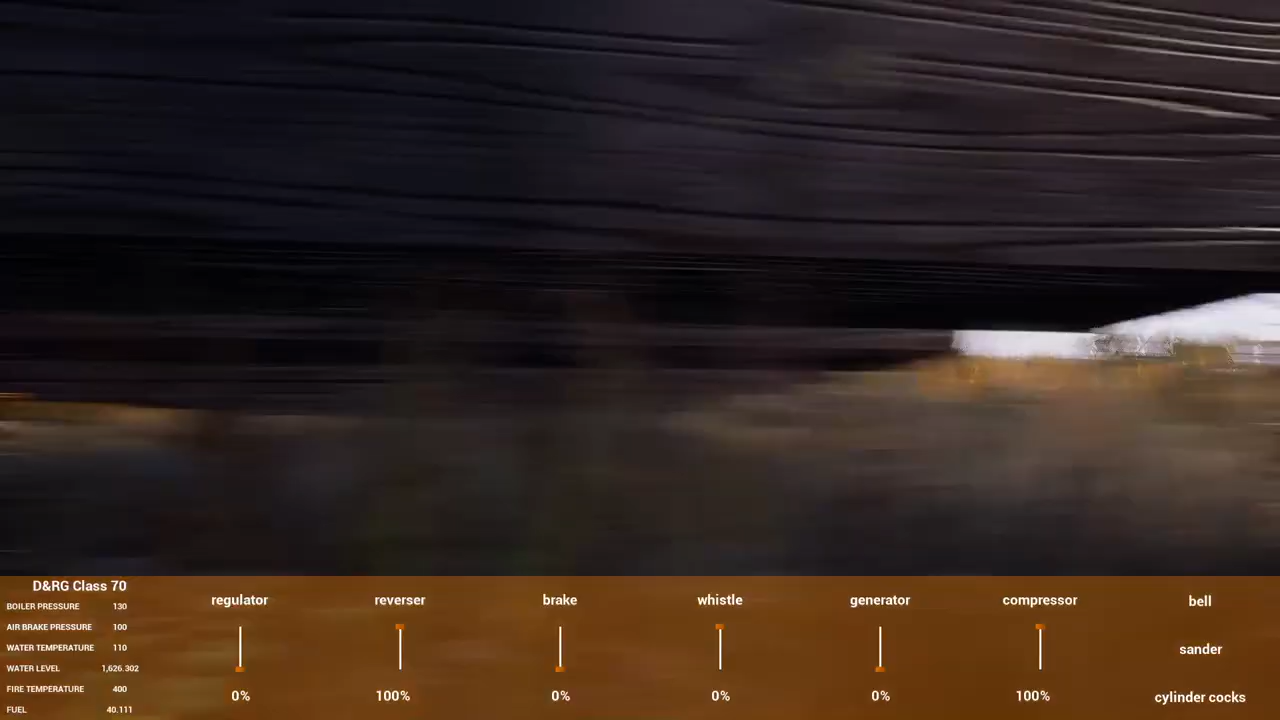 D&RG Class 70
BOILER PRESSURE 130
AIR BRAKE PRESSURE 100
WATER TEMPERATURE 110
WATER LEVEL 1,626.302
FIRE TEMPERATURE 400
FUEL 40.111
regulator
0%
reverser
100%
brake
0%
whistle
0%
generator
0%
compressor
100%
bell
sander
cylinder cocks